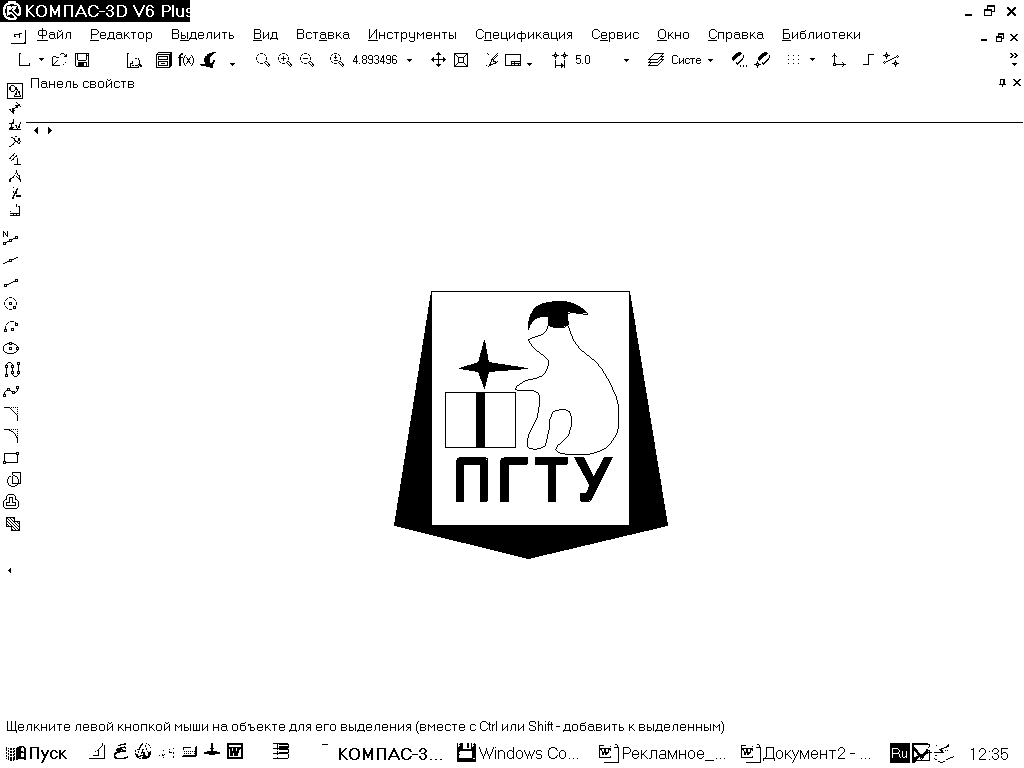 КОМПАС-3D V6 Plus
Файл Редактор Выделить Вид Вставка Инструменты Спецификация Сервис Окно Справка Библиотеки
f(x) 4.893496 5.0 Систе
Панель свойств
ПГТУ
Щелкните левой кнопкой мыши на объекте для его выделения (вместе с Ctrl или Shift - добавить к выделенным)
Пуск КОМПАС-3... Windows Co... Рекламное_... Документ2 - ... Ru 12:35